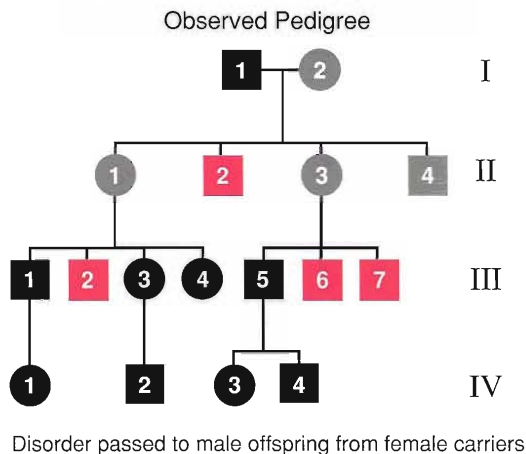 Observed Pedigree
1 2 I
1 2 3 4 II
1 2 3 4 5 6 7 III
1 2 3 4 IV
Disorder passed to male offspring from female carriers